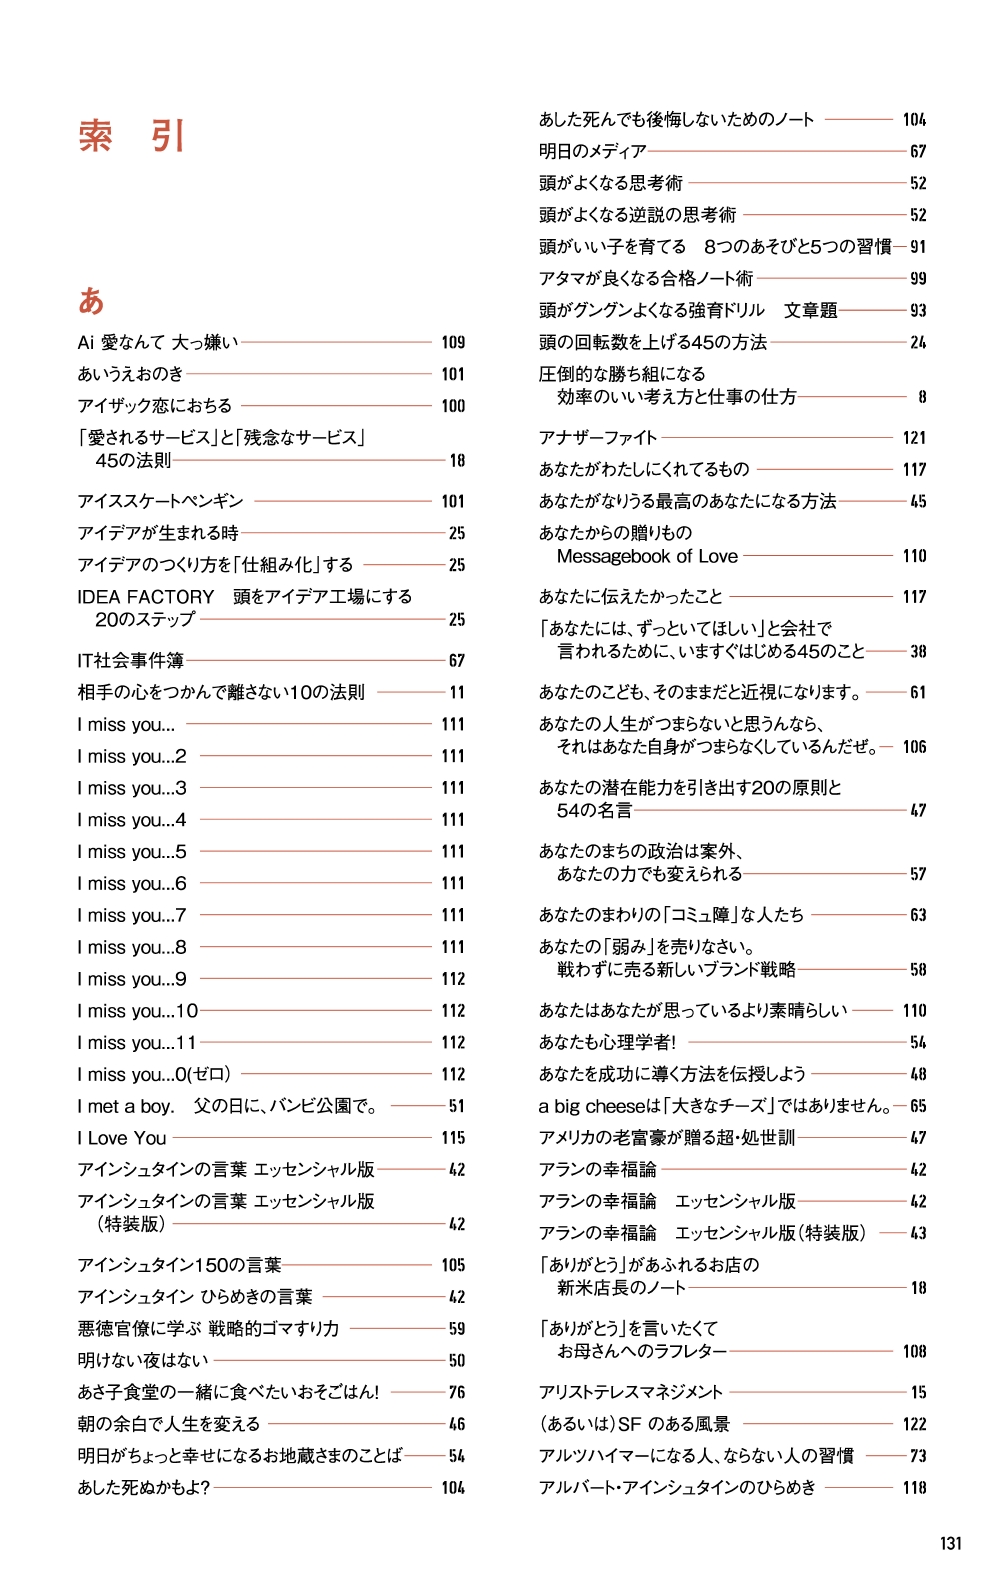 索　引
あ
Ai 愛なんて 大っ嫌い 109
あいうえおのき 101
アイザック恋におちる 100
「愛されるサービス」と「残念なサービス」
45の法則 18
アイススケートペンギン 101
アイデアが生まれる時 25
アイデアのつくり方を「仕組み化」する 25
IDEA FACTORY　頭をアイデア工場にする
20のステップ 25
IT社会事件簿 67
相手の心をつかんで離さない10の法則 11
I miss you... 111
I miss you...2 111
I miss you...3 111
I miss you...4 111
I miss you...5 111
I miss you...6 111
I miss you...7 111
I miss you...8 111
I miss you...9 112
I miss you...10 112
I miss you...11 112
I miss you...0(ゼロ) 112
I met a boy.　父の日に、バンビ公園で。 51
I Love You 115
アインシュタインの言葉 エッセンシャル版 42
アインシュタインの言葉 エッセンシャル版
（特装版） 42
アインシュタイン150の言葉 105
アインシュタイン ひらめきの言葉 42
悪徳官僚に学ぶ 戦略的ゴマすり力 59
明けない夜はない 50
あさ子食堂の一緒に食べたいおそごはん! 76
朝の余白で人生を変える 46
明日がちょっと幸せになるお地蔵さまのことば 54
あした死ぬかもよ? 104
あした死んでも後悔しないためのノート 104
明日のメディア 67
頭がよくなる思考術 52
頭がよくなる逆説の思考術 52
頭がいい子を育てる　8つのあそびと5つの習慣 91
アタマが良くなる合格ノート術 99
頭がグングンよくなる強育ドリル　文章題 93
頭の回転数を上げる45の方法 24
圧倒的な勝ち組になる
効率のいい考え方と仕事の仕方 8
アナザーファイト 121
あなたがわたしにくれてるもの 117
あなたがなりうる最高のあなたになる方法 45
あなたからの贈りもの
Messagebook of Love 110
あなたに伝えたかったこと 117
「あなたには、ずっといてほしい」と会社で
言われるために、いますぐはじめる45のこと 38
あなたのこども、そのままだと近視になります。 61
あなたの人生がつまらないと思うんなら、
それはあなた自身がつまらなくしているんだぜ。 106
あなたの潜在能力を引き出す20の原則と
54の名言 47
あなたのまちの政治は案外、
あなたの力でも変えられる 57
あなたのまわりの「コミュ障」な人たち 63
あなたの「弱み」を売りなさい。
戦わずに売る新しいブランド戦略 58
あなたはあなたが思っているより素晴らしい 110
あなたも心理学者! 54
あなたを成功に導く方法を伝授しよう 48
a big cheeseは「大きなチーズ」ではありません。 65
アメリカの老富豪が贈る超・処世訓 47
アランの幸福論 42
アランの幸福論　エッセンシャル版 42
アランの幸福論　エッセンシャル版（特装版） 43
「ありがとう」があふれるお店の
新米店長のノート 18
「ありがとう」を言いたくて
お母さんへのラフレター 108
アリストテレスマネジメント 15
（あるいは）SF のある風景 122
アルツハイマーになる人、ならない人の習慣 73
アルバート・アインシュタインのひらめき 118
131